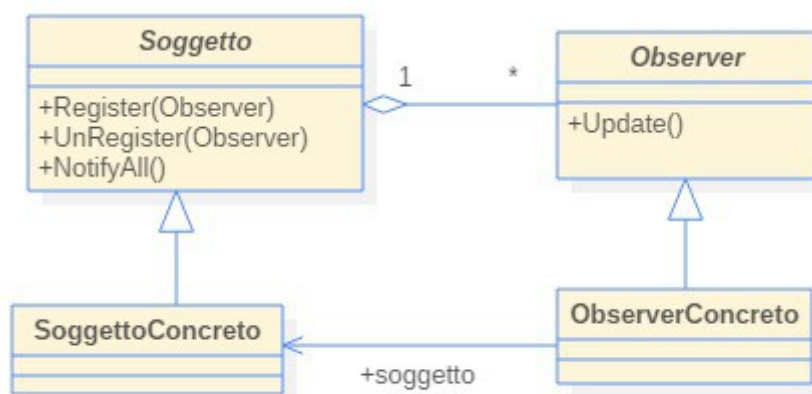 Soggetto
+Register(Observer)
+UnRegister(Observer)
+NotifyAll()
1
*
Observer
+Update()
SoggettoConcreto
+soggetto
ObserverConcreto